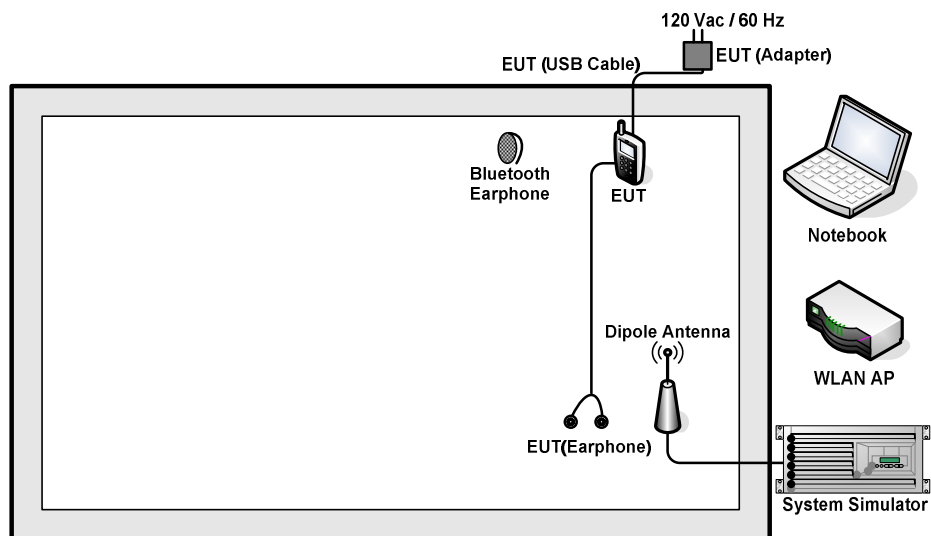 120 Vac / 60 Hz
EUT (USB Cable)
EUT (Adapter)
Bluetooth
Earphone
EUT
Notebook
Dipole Antenna
WLAN AP
EUT(Earphone)
System Simulator